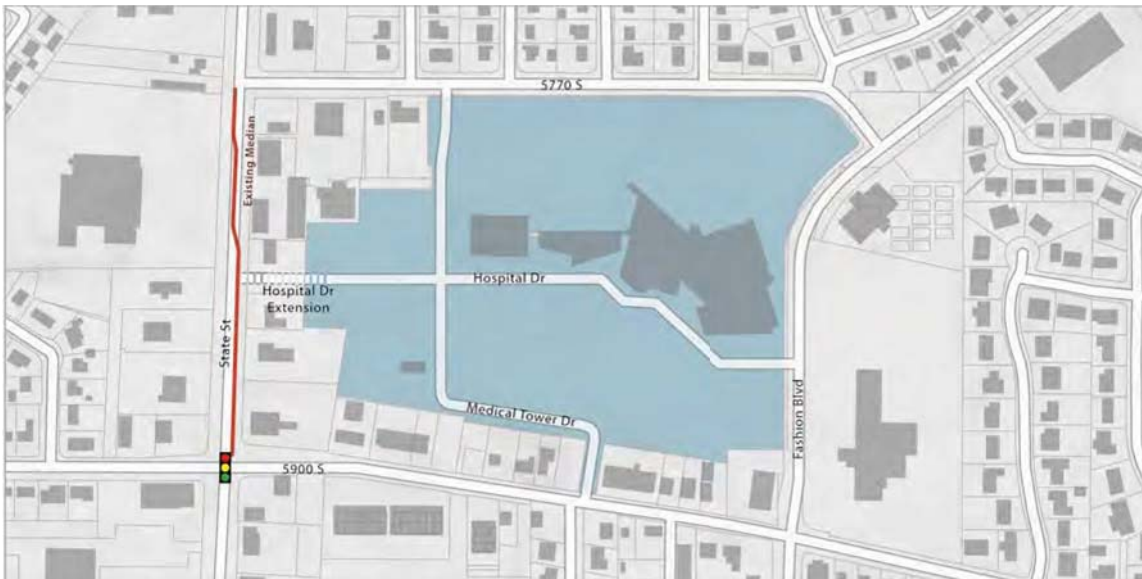 5770 S
Existing Median
Hospital Dr
Hospital Dr
Extension
State St
Fashion Blvd
Medical Tower Dr
5900 S